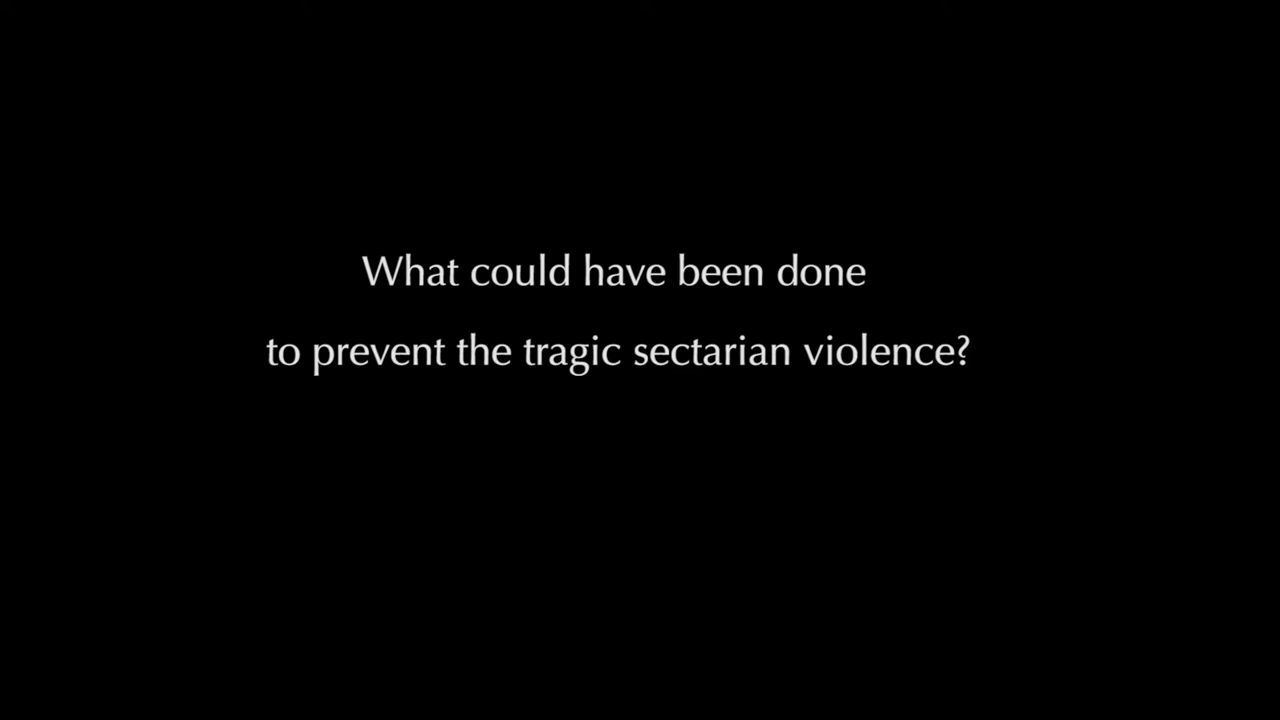 What could have been done
to prevent the tragic sectarian violence?